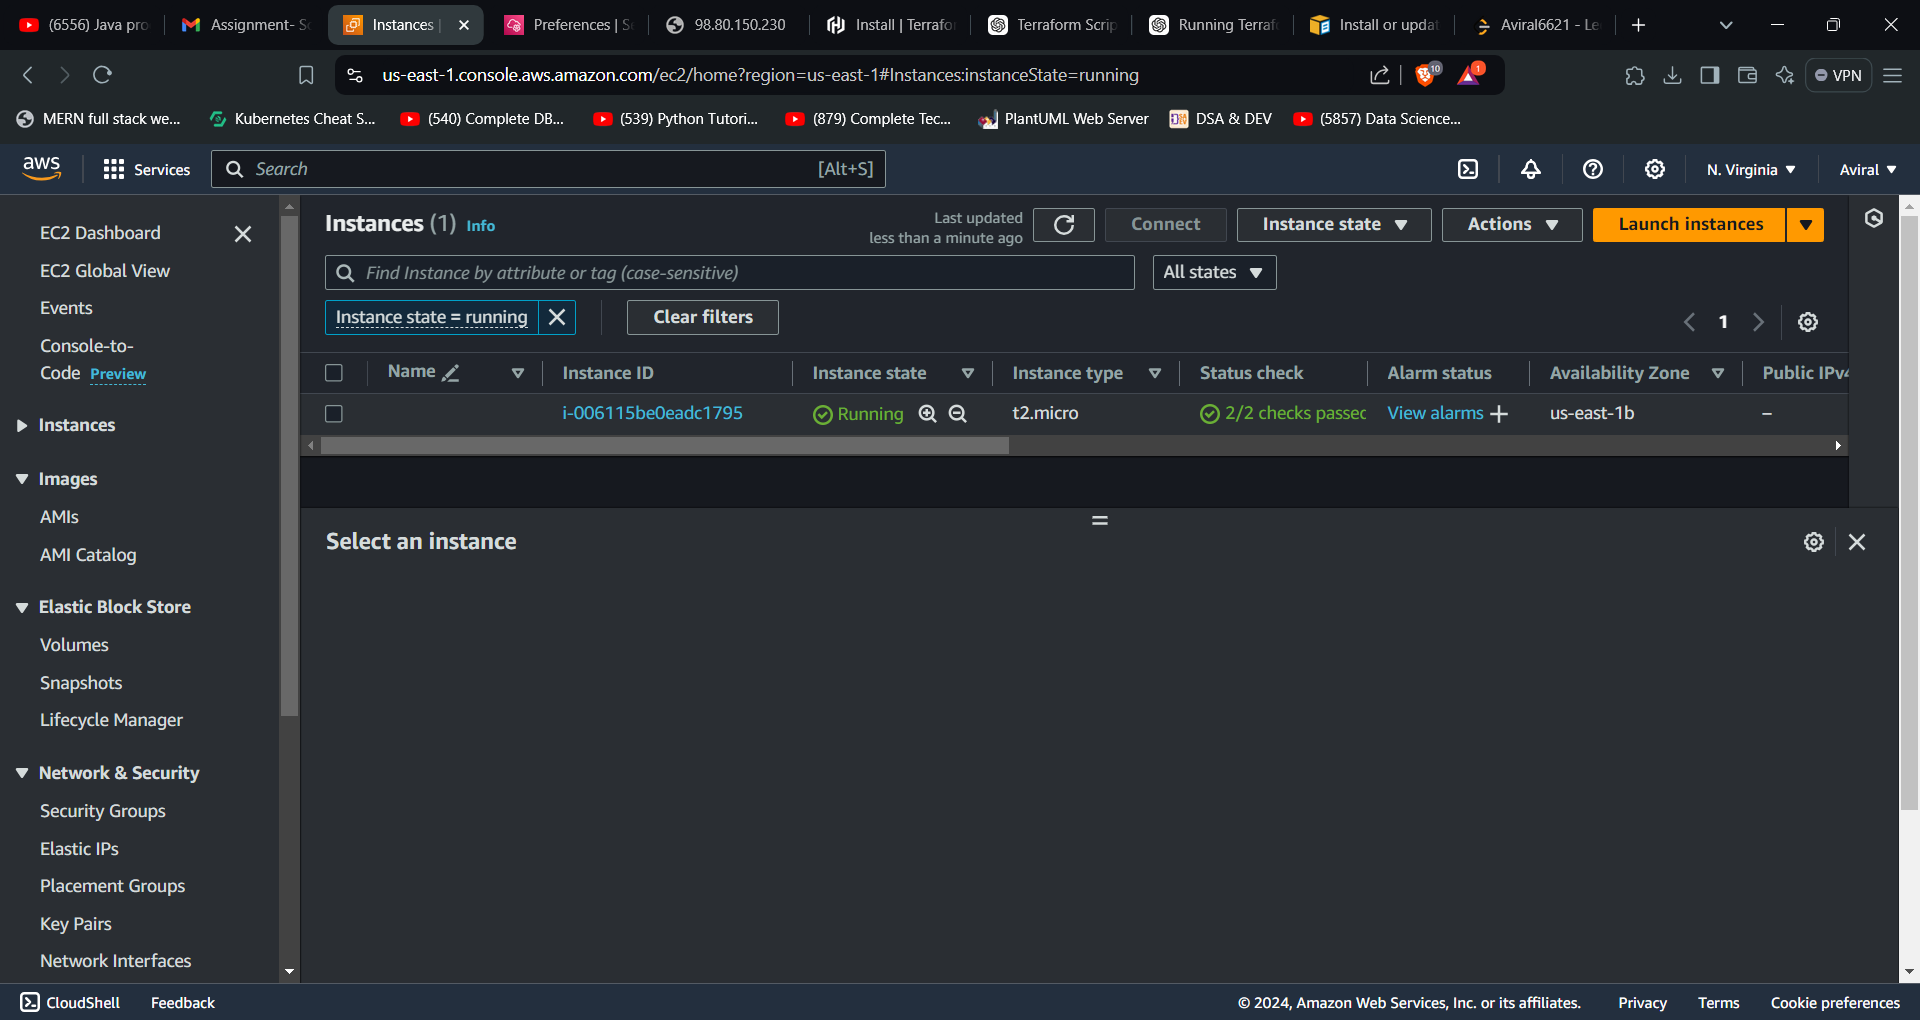 (6556) Java pro
Assignment- Sc
Instances |
Preferences | S
98.80.150.230
Install | Terrafor
Terraform Scrip
Running Terraf
Install or updat
Aviral6621 - Le
us-east-1.console.aws.amazon.com/ec2/home?region=us-east-1#Instances:instanceState=running
10
1
VPN
MERN full stack we...
Kubernetes Cheat S...
(540) Complete DB...
(539) Python Tutori...
(879) Complete Tec...
PlantUML Web Server
DSA & DEV
(5857) Data Science...
aws
Services
Search
[Alt+S]
N. Virginia
Aviral
EC2 Dashboard
EC2 Global View
Events
Console-to-
Code Preview
Instances
Images
AMIs
AMI Catalog
Elastic Block Store
Volumes
Snapshots
Lifecycle Manager
Network & Security
Security Groups
Elastic IPs
Placement Groups
Key Pairs
Network Interfaces
Instances (1) Info
Last updated
less than a minute ago
Connect
Instance state
Actions
Launch instances
Find Instance by attribute or tag (case-sensitive)
All states
Instance state = running
Clear filters
1
Name
Instance ID
Instance state
Instance type
Status check
Alarm status
Availability Zone
Public IPv4
i-006115be0eadc1795
Running
t2.micro
2/2 checks passed
View alarms +
us-east-1b
–
Select an instance
CloudShell
Feedback
© 2024, Amazon Web Services, Inc. or its affiliates.
Privacy
Terms
Cookie preferences